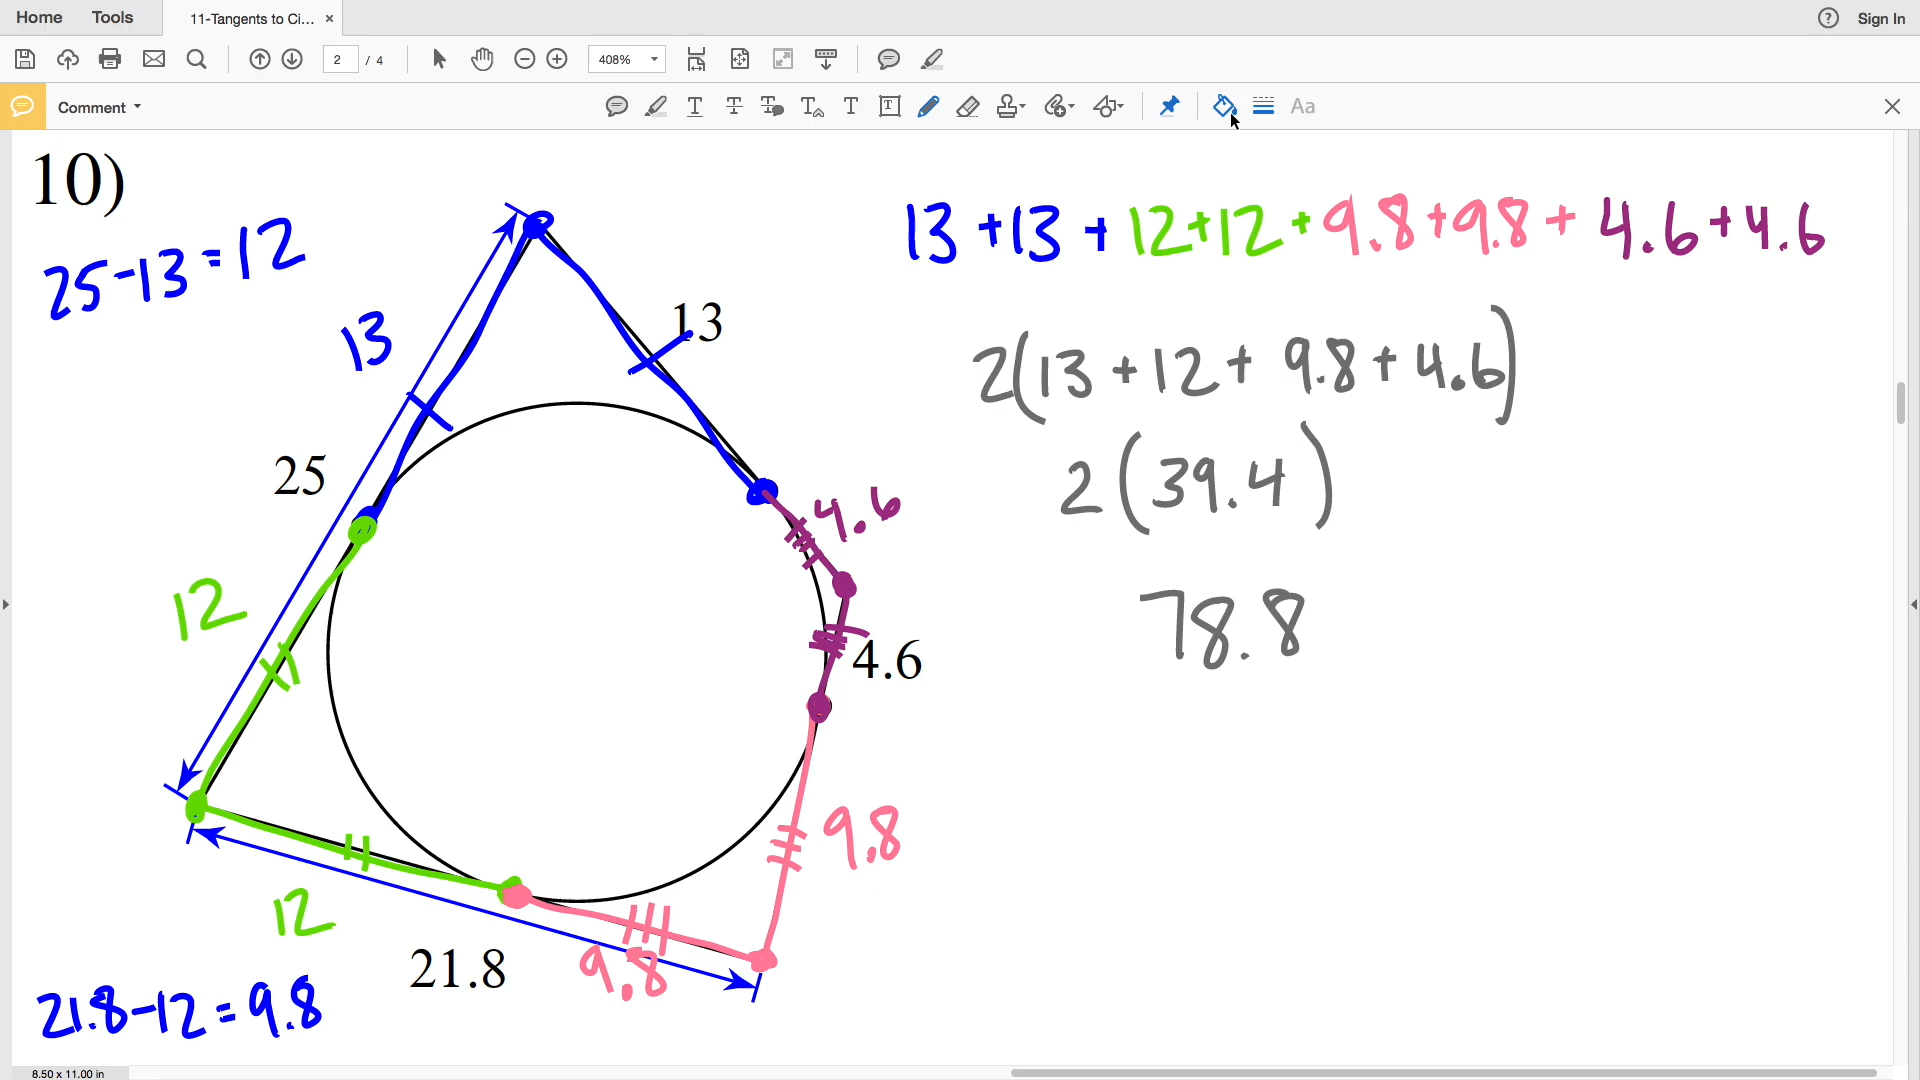 Home Tools 11-Tangents to Ci... × ? Sign In
2 / 4 408%
Comment T T T T T T Aa
10)
13 +13 + 12+12 + 9.8+9.8 + 4.6+4.6
25-13=12
13
13
2(13 + 12 + 9.8 + 4.6)
25
2(39.4)
4.6
12
78.8
4.6
9.8
12
21.8
9.8
21.8-12=9.8
8.50 x 11.00 in